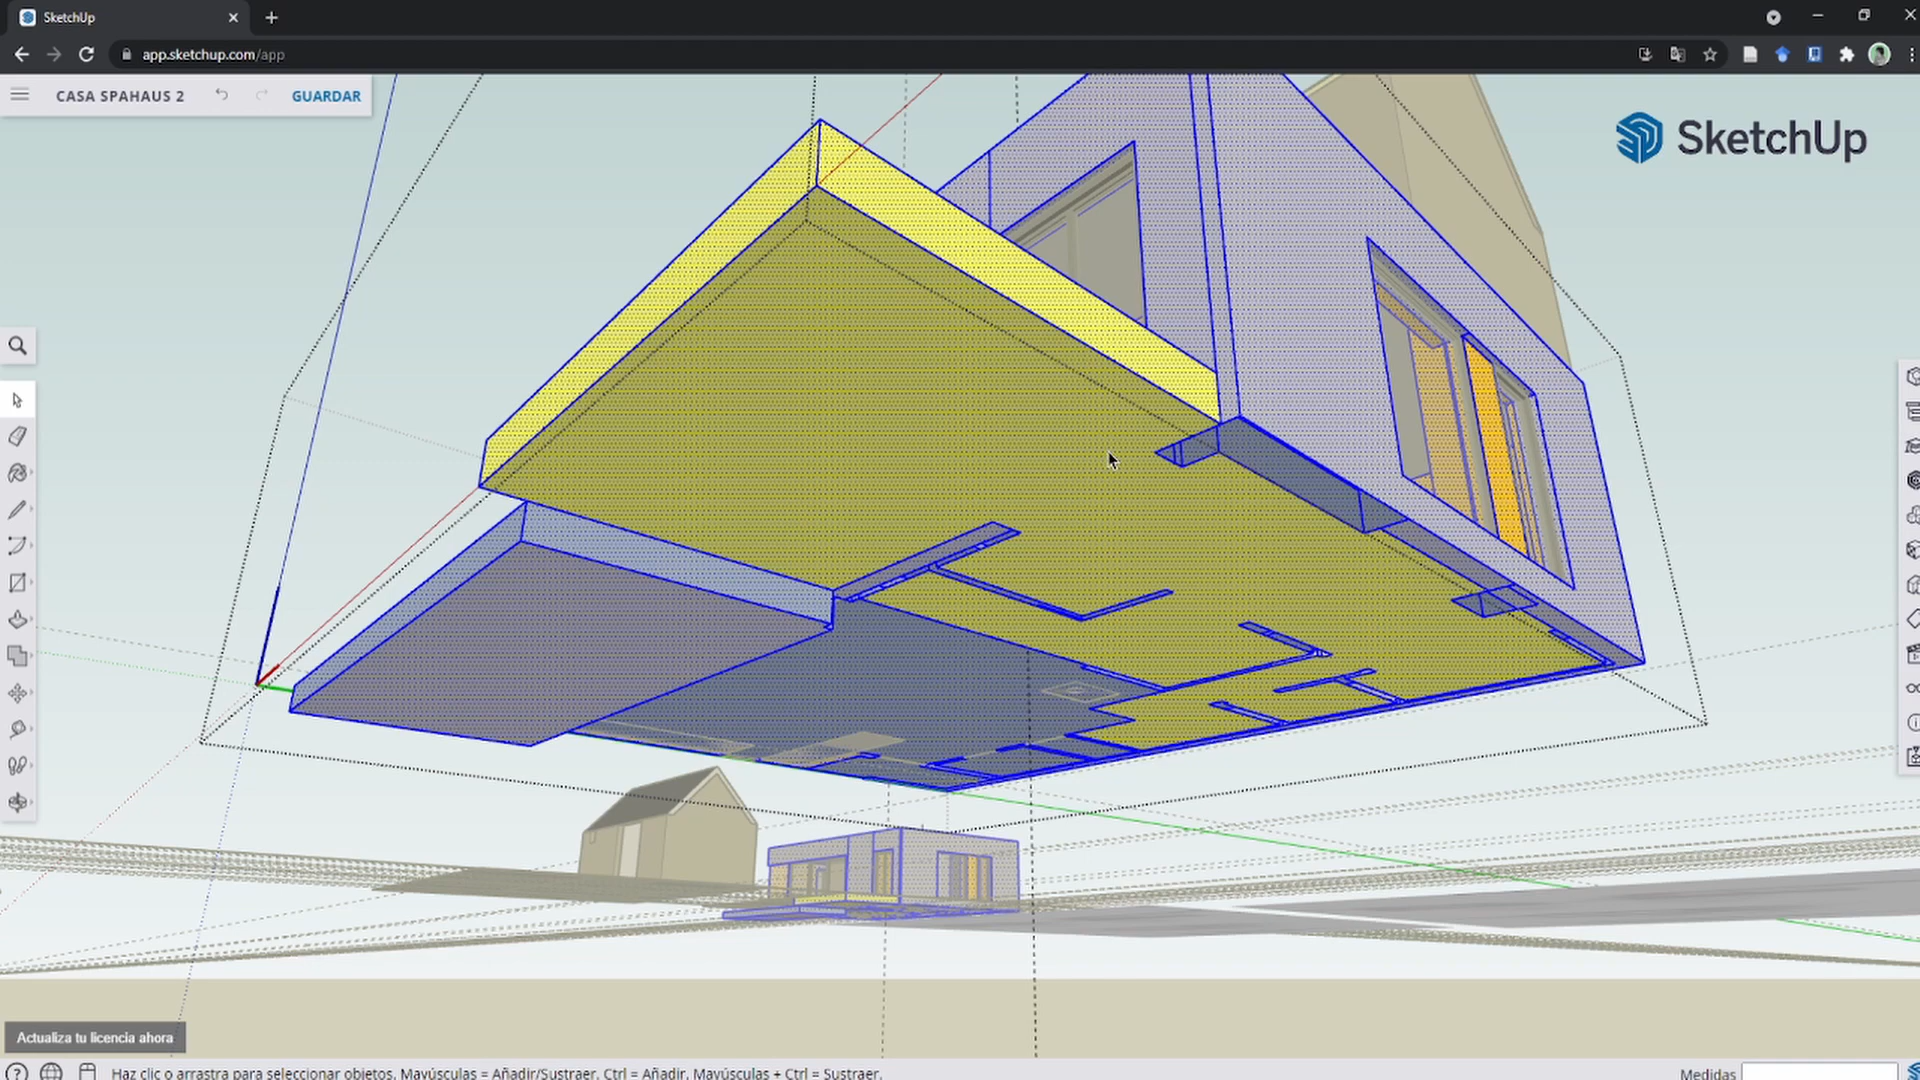 SketchUp
app.sketchup.com/app
CASA SPAHAUS 2
GUARDAR
SketchUp
Actualiza tu licencia ahora
Haz clic o arrastra para seleccionar objetos. Mayúsculas = Añadir/Sustraer. Ctrl = Añadir. Mayúsculas + Ctrl = Sustraer.
Medidas